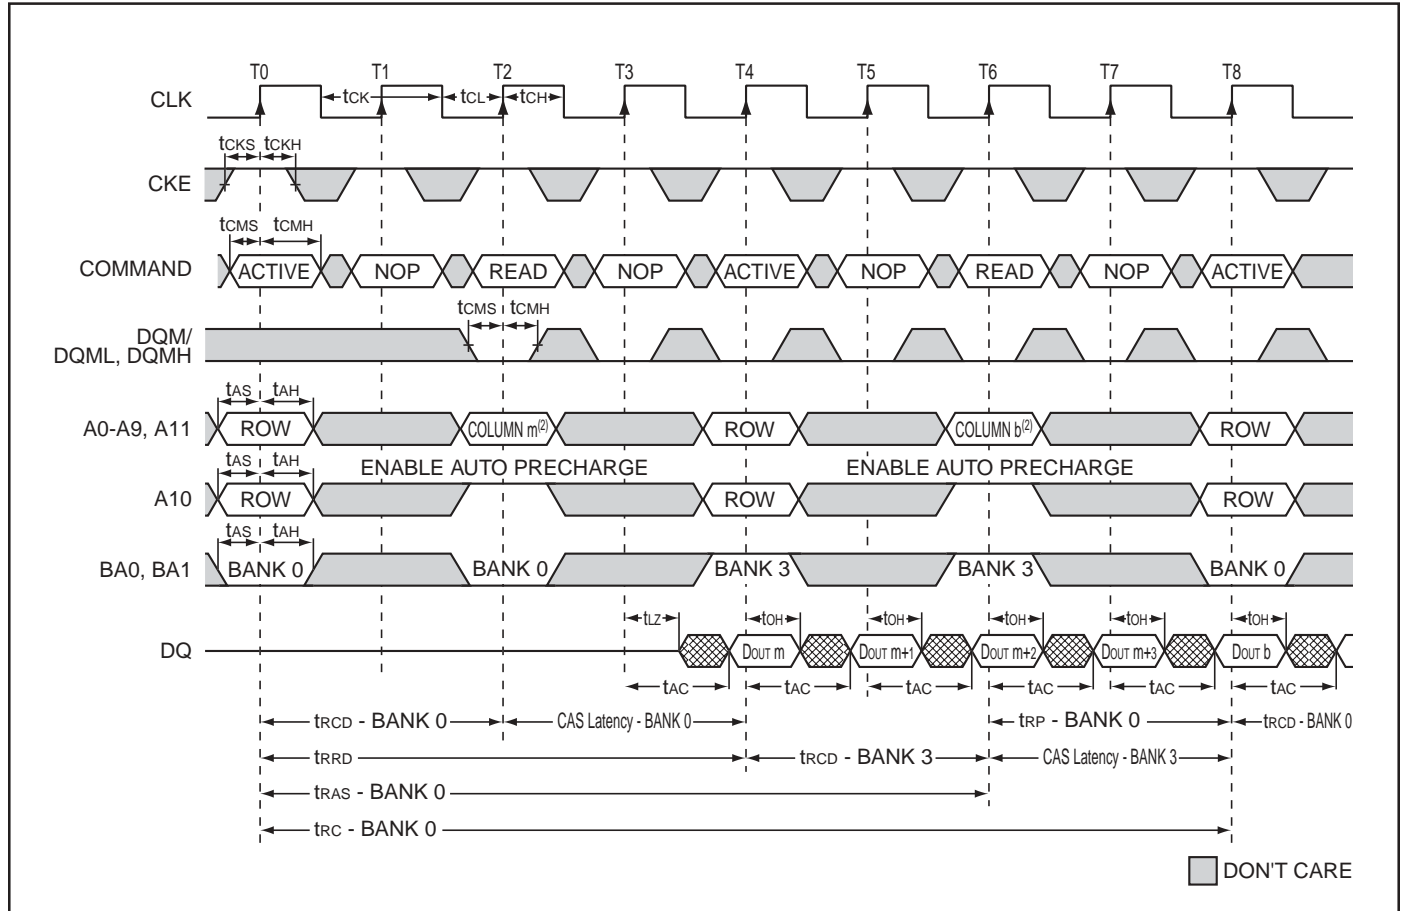 T0 T1 T2 T3 T4 T5 T6 T7 T8
CLK tCK tCL tCH
tCKS tCKH
CKE
tCMS tCMH
COMMAND ACTIVE NOP READ NOP ACTIVE NOP READ NOP ACTIVE
tCMS tCMH
DQM/
DQML, DQMH
tAS tAH
A0-A9, A11 ROW COLUMN m(2) ROW COLUMN b(2) ROW
tAS tAH ENABLE AUTO PRECHARGE ENABLE AUTO PRECHARGE
A10 ROW ROW ROW
tAS tAH
BA0, BA1 BANK 0 BANK 0 BANK 3 BANK 3 BANK 0
tLZ tOH tOH tOH tOH tOH
DQ DOUT m DOUT m+1 DOUT m+2 DOUT m+3 DOUT b
tAC tAC tAC tAC tAC tAC
tRCD - BANK 0 CAS Latency - BANK 0 tRP - BANK 0 tRCD - BANK 0
tRRD tRCD - BANK 3 CAS Latency - BANK 3
tRAS - BANK 0
tRC - BANK 0
DON'T CARE